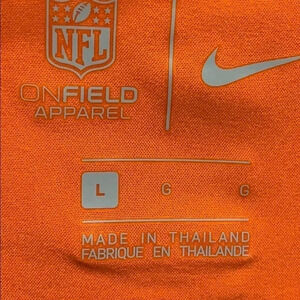 NFL
ONFIELD
APPAREL
L G G
MADE IN THAILAND
FABRIQUE EN THAILANDE